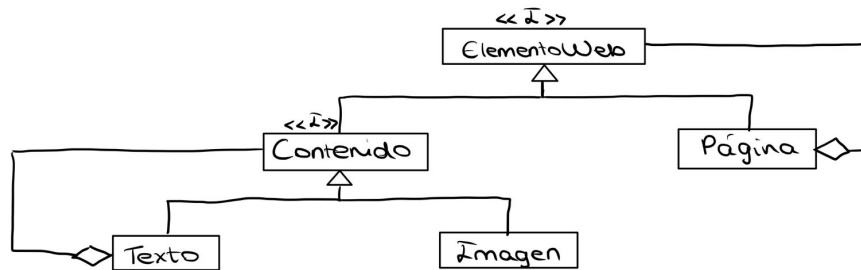 <<I>>
ElementoWeb
<<I>>
Contenido
Página
Texto
Imagen